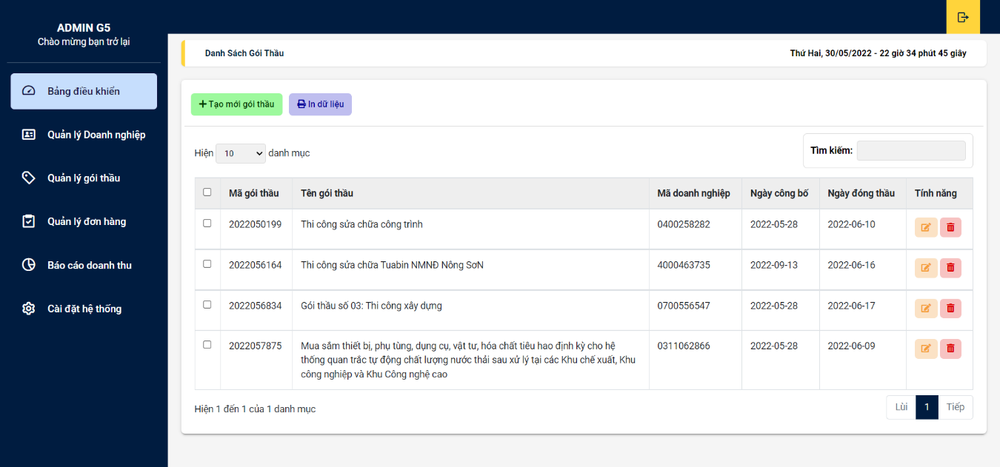 ADMIN G5
Chào mừng bạn trở lại
Bảng điều khiển
Quản lý Doanh nghiệp
Quản lý gói thầu
Quản lý đơn hàng
Báo cáo doanh thu
Cài đặt hệ thống
Danh Sách Gói Thầu
Thứ Hai, 30/05/2022 - 22 giờ 34 phút 45 giây
Tạo mới gói thầu
In dữ liệu
Hiện 10 danh mục
Tìm kiếm:
Mã gói thầu Tên gói thầu Mã doanh nghiệp Ngày công bố Ngày đóng thầu Tính năng
2022050199 Thi công sửa chữa công trình 0400258282 2022-05-28 2022-06-10
2022056164 Thi công sửa chữa Tuabin NMNĐ Nông SơN 4000463735 2022-09-13 2022-06-16
2022056834 Gói thầu số 03: Thi công xây dựng 0700556547 2022-05-28 2022-06-17
2022057875 Mua sắm thiết bị, phụ tùng, dụng cụ, vật tư, hóa chất tiêu hao định kỳ cho hệ 0311062866 2022-05-28 2022-06-09
thống quan trắc tự động chất lượng nước thải sau xử lý tại các Khu chế xuất, Khu
công nghiệp và Khu Công nghệ cao
Hiện 1 đến 1 của 1 danh mục
Lùi 1 Tiếp